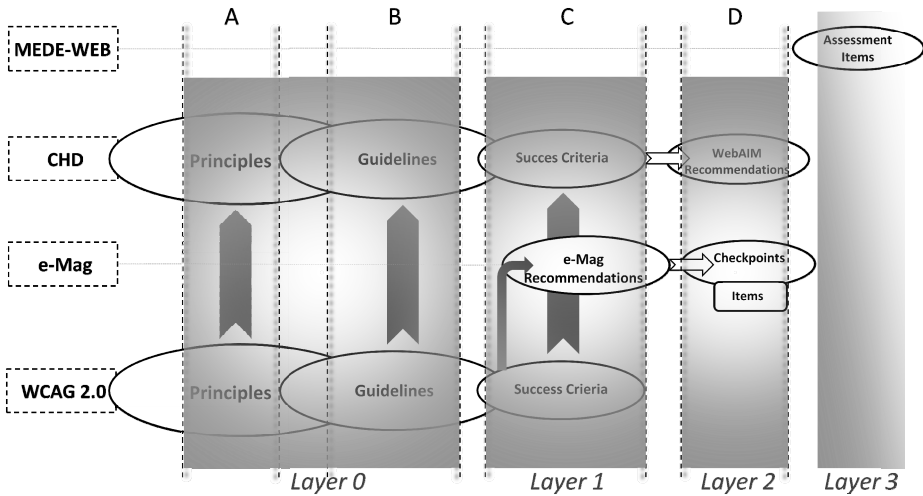 A B C D
MEDE-WEB
Assessment
Items
CHD
Principles
Guidelines
Succes Criteria
WebAIM
Recommendations
e-Mag
e-Mag
Recommendations
Checkpoints
Items
WCAG 2.0
Principles
Guidelines
Success Crieria
Layer 0 Layer 1 Layer 2 Layer 3